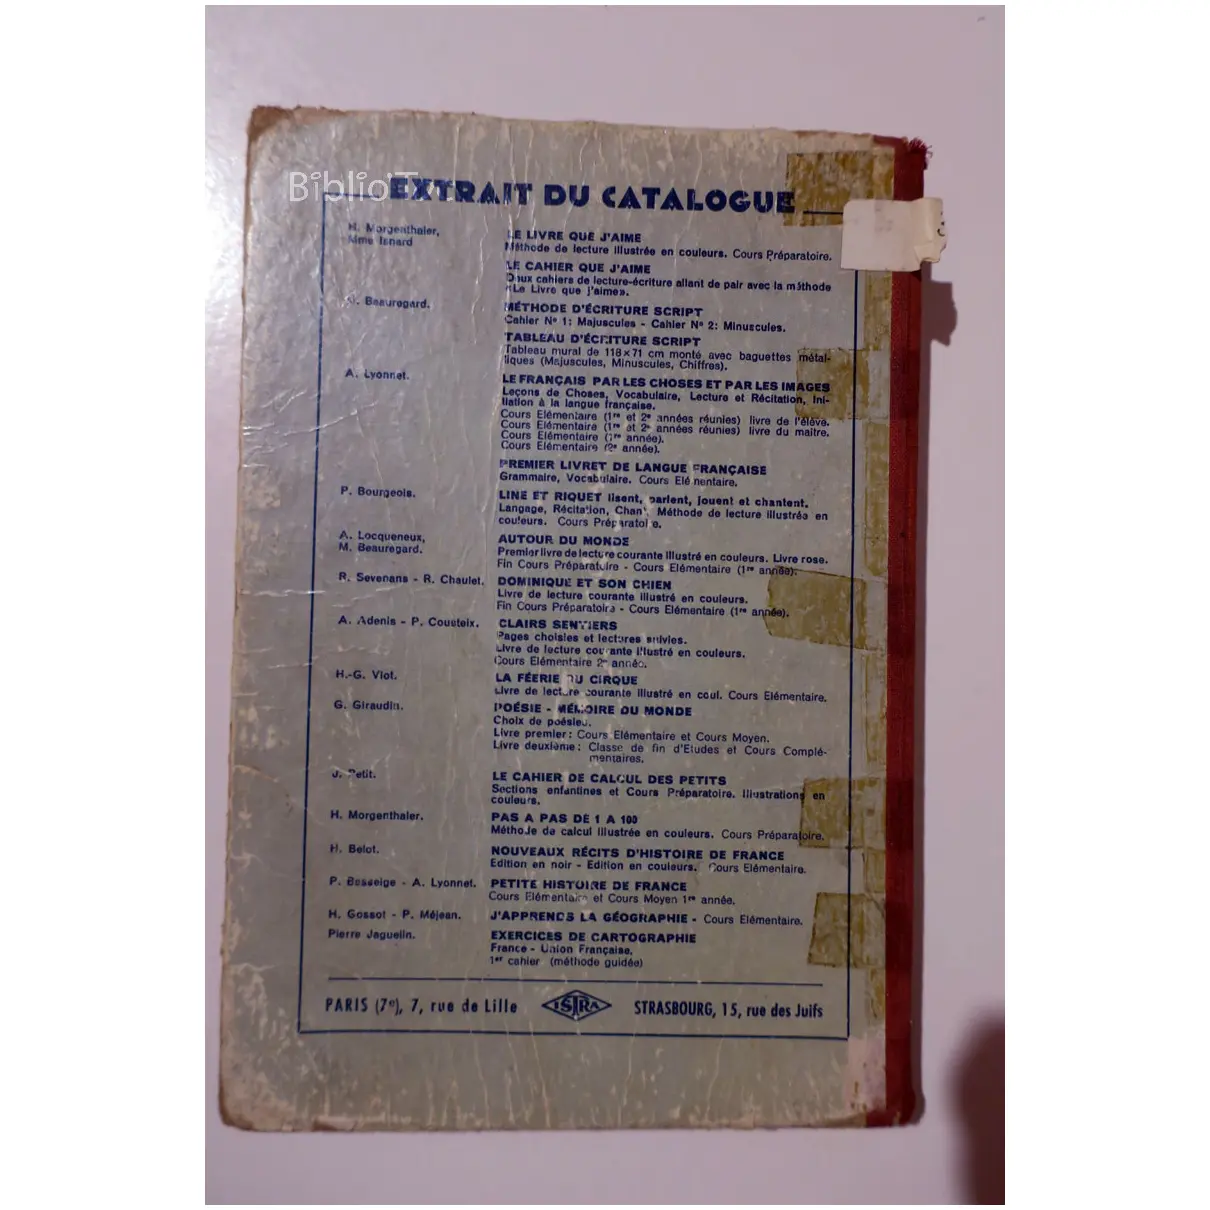 Biblio'T
EXTRAIT DU CATALOGUE
H. Morgenthaler,
Mme Isnard
LE LIVRE QUE J'AIME
Méthode de lecture illustrée en couleurs. Cours Préparatoire.
LE CAHIER QUE J'AIME
Deux cahiers de lecture-écriture allant de pair avec la méthode
«Le Livre que j'aime».
Beauregard.
MÉTHODE D'ÉCRITURE SCRIPT
Cahier Nº 1: Majuscules - Cahier Nº 2: Minuscules.
TABLEAU D'ÉCRITURE SCRIPT
Tableau mural de 118×71 cm monté avec baguettes métal-
liques (Majuscules, Minuscules, Chiffres).
A. Lyonnet.
LE FRANÇAIS PAR LES CHOSES ET PAR LES IMAGES
Leçons de Choses, Vocabulaire, Lecture et Récitation, Ini-
tiation à la langue française.
Cours Elémentaire (1re et 2e années réunies) livre de l'élève.
Cours Elémentaire (1re et 2e années réunies) livre du maître.
Cours Elémentaire (1re année).
Cours Elémentaire (2e année).
PREMIER LIVRET DE LANGUE FRANÇAISE
Grammaire, Vocabulaire. Cours Elémentaire.
P. Bourgeois.
LINE ET RIQUET lisent, parlent, jouent et chantent.
Langage, Récitation, Chant. Méthode de lecture illustrée en
couleurs. Cours Préparatoire.
A. Locqueneux,
M. Beauregard.
AUTOUR DU MONDE
Premier livre de lecture courante illustré en couleurs. Livre rose.
Fin Cours Préparatoire - Cours Elémentaire (1re année).
R. Sevenans - R. Chaulet.
DOMINIQUE ET SON CHIEN
Livre de lecture courante illustré en couleurs.
Fin Cours Préparatoire - Cours Elémentaire (1re année).
A. Adenis - P. Cousteix.
CLAIRS SENTIERS
Pages choisies et lectures suivies.
Livre de lecture courante illustré en couleurs.
Cours Elémentaire 2e année.
H.-G. Viot.
LA FÉERIE DU CIRQUE
Livre de lecture courante illustré en coul. Cours Elémentaire.
G. Giraudin.
POÉSIE - MÉMOIRE DU MONDE
Choix de poésies.
Livre premier: Cours Elémentaire et Cours Moyen.
Livre deuxième: Classe de fin d'Etudes et Cours Complé-
mentaires.
J. Petit.
LE CAHIER DE CALCUL DES PETITS
Sections enfantines et Cours Préparatoire. Illustrations en
couleurs.
H. Morgenthaler.
PAS A PAS DE 1 A 100
Méthode de calcul illustrée en couleurs. Cours Préparatoire.
H. Belot.
NOUVEAUX RÉCITS D'HISTOIRE DE FRANCE
Edition en noir - Edition en couleurs. Cours Elémentaire.
P. Besseige - A. Lyonnet.
PETITE HISTOIRE DE FRANCE
Cours Elémentaire et Cours Moyen 1re année.
H. Gossot - P. Méjean.
J'APPRENDS LA GÉOGRAPHIE - Cours Elémentaire.
Pierre Jaguelin.
EXERCICES DE CARTOGRAPHIE
France - Union Française.
1er cahier (méthode guidée)
PARIS (7e), 7, rue de Lille
ISTRA
STRASBOURG, 15, rue des Juifs